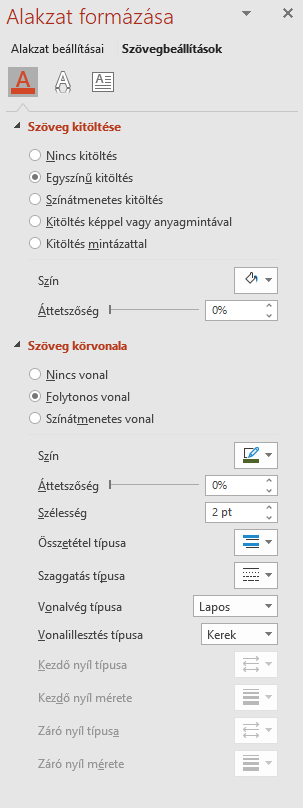 Alakzat formázása
Alakzat beállításai Szövegbeállítások
A A A
Szöveg kitöltése
Nincs kitöltés
Egyszínű kitöltés
Színátmenetes kitöltés
Kitöltés képpel vagy anyagmintával
Kitöltés mintázattal
Szín
Áttetszőség 0%
Szöveg körvonala
Nincs vonal
Folytonos vonal
Színátmenetes vonal
Szín
Áttetszőség 0%
Szélesség 2 pt
Összetétel típusa
Szaggatás típusa
Vonalvég típusa Lapos
Vonalillesztés típusa Kerek
Kezdő nyíl típusa
Kezdő nyíl mérete
Záró nyíl típusa
Záró nyíl mérete